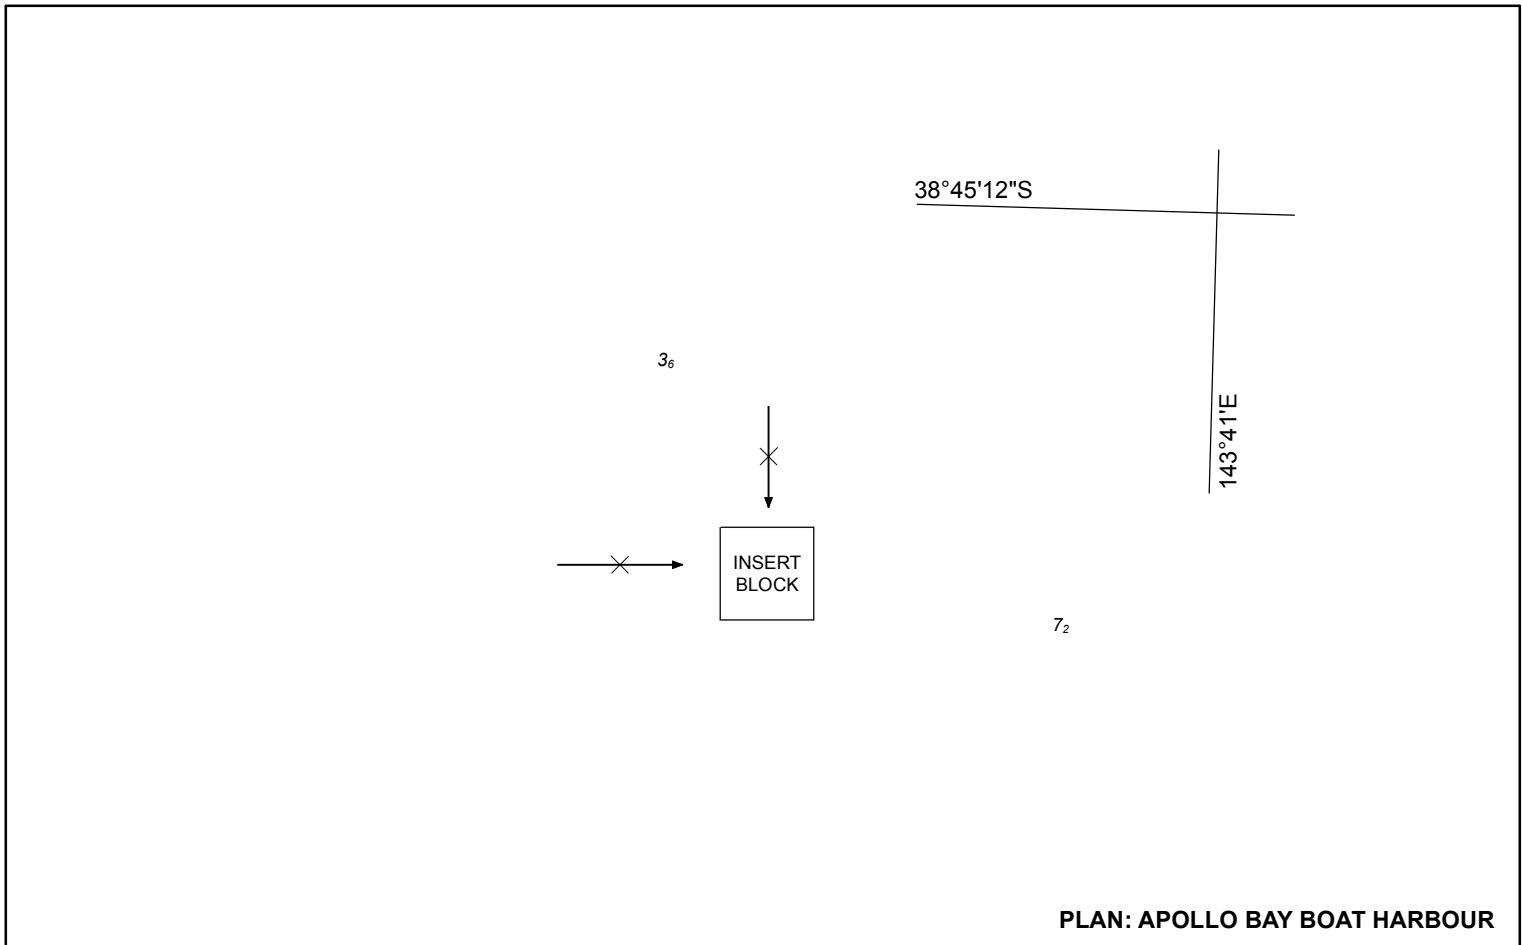 38°45'12"S
3₆
143°41'E
INSERT
BLOCK
7₂
PLAN: APOLLO BAY BOAT HARBOUR